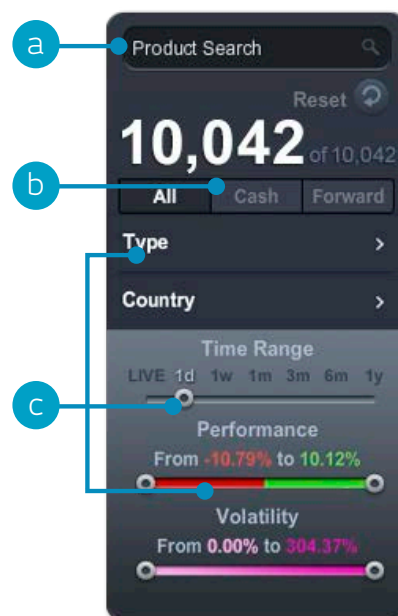 a
Product Search
Reset
10,042 of 10,042
b
All Cash Forward
Type
Country
Time Range
LIVE 1d 1w 1m 3m 6m 1y
c
Performance
From -10.79% to 10.12%
Volatility
From 0.00% to 304.37%